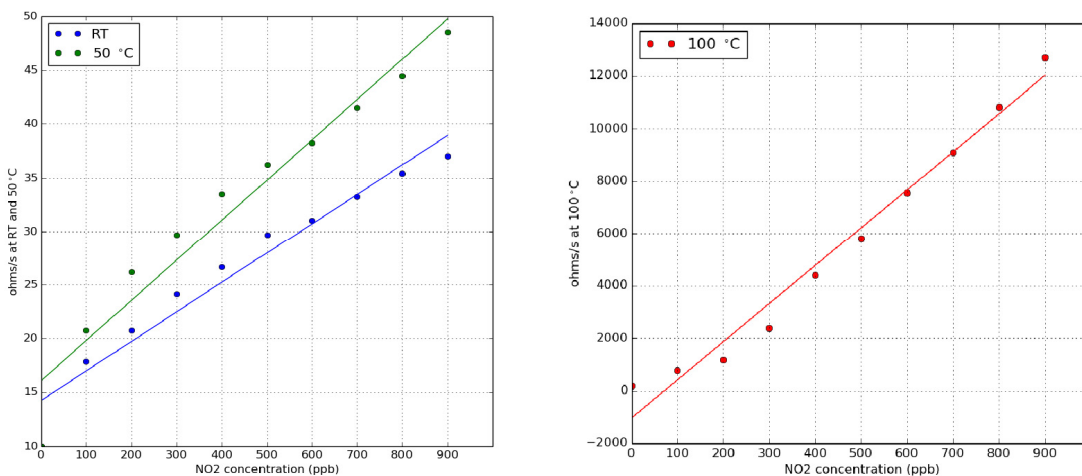 50
45
40
35
30
25
20
15
10
ohms/s at RT and 50 °C
RT
50 °C
100 200 300 400 500 600 700 800 900
NO2 concentration (ppb)
14000
12000
10000
8000
6000
4000
2000
0
−2000
ohms/s at 100 °C
100 °C
100 200 300 400 500 600 700 800 900
NO2 concentration (ppb)